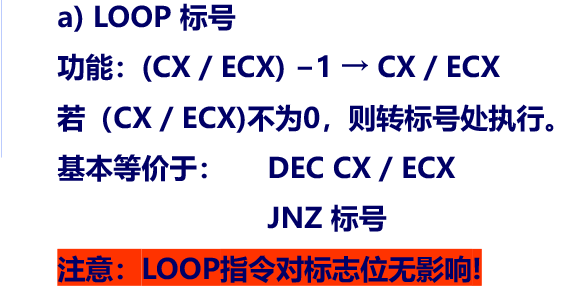 a) LOOP 标号
功能：(CX / ECX) –1 → CX / ECX
若（CX / ECX)不为0，则转标号处执行。
基本等价于： DEC CX / ECX
JNZ 标号
注意：LOOP指令对标志位无影响!